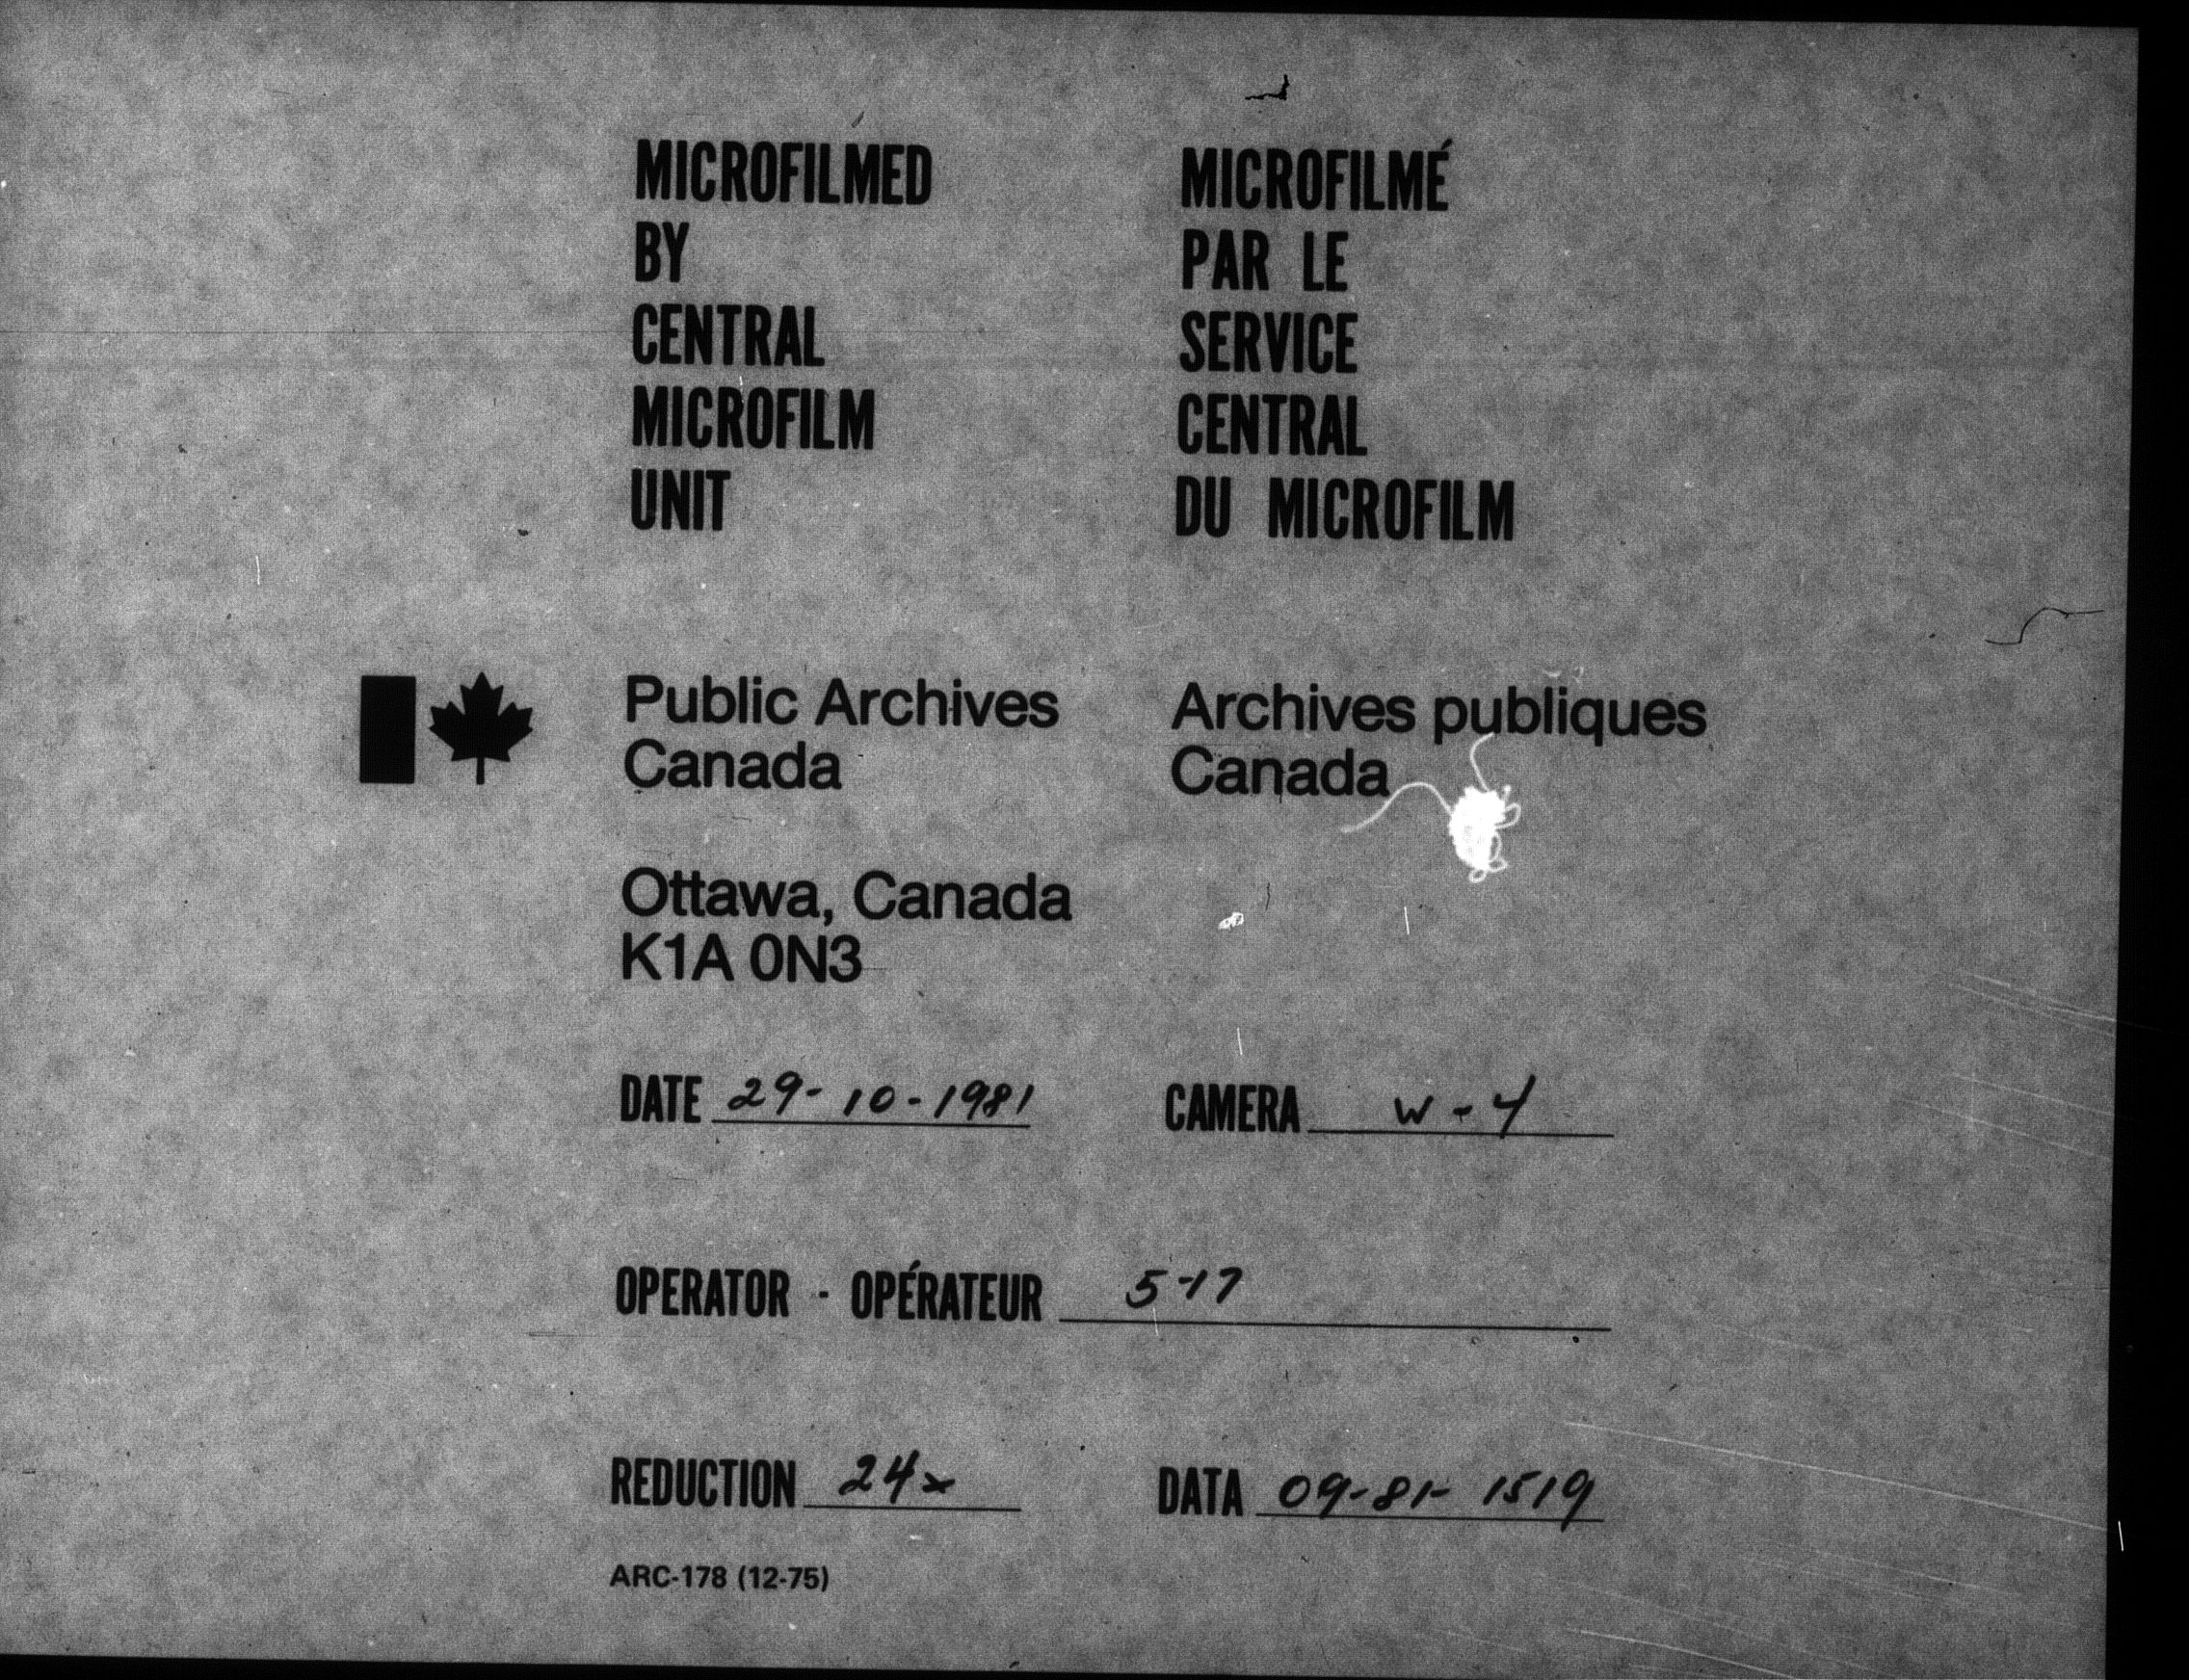 MICROFILMED
BY
CENTRAL
MICROFILM
UNIT
MICROFILMÉ
PAR LE
SERVICE
CENTRAL
DU MICROFILM
Public Archives
Canada
Archives publiques
Canada
Ottawa, Canada
K1A 0N3
DATE 29-10-1981
CAMERA W-4
OPERATOR - OPÉRATEUR 5-17
REDUCTION 24x
DATA 09-81-1519
ARC-178 (12-75)